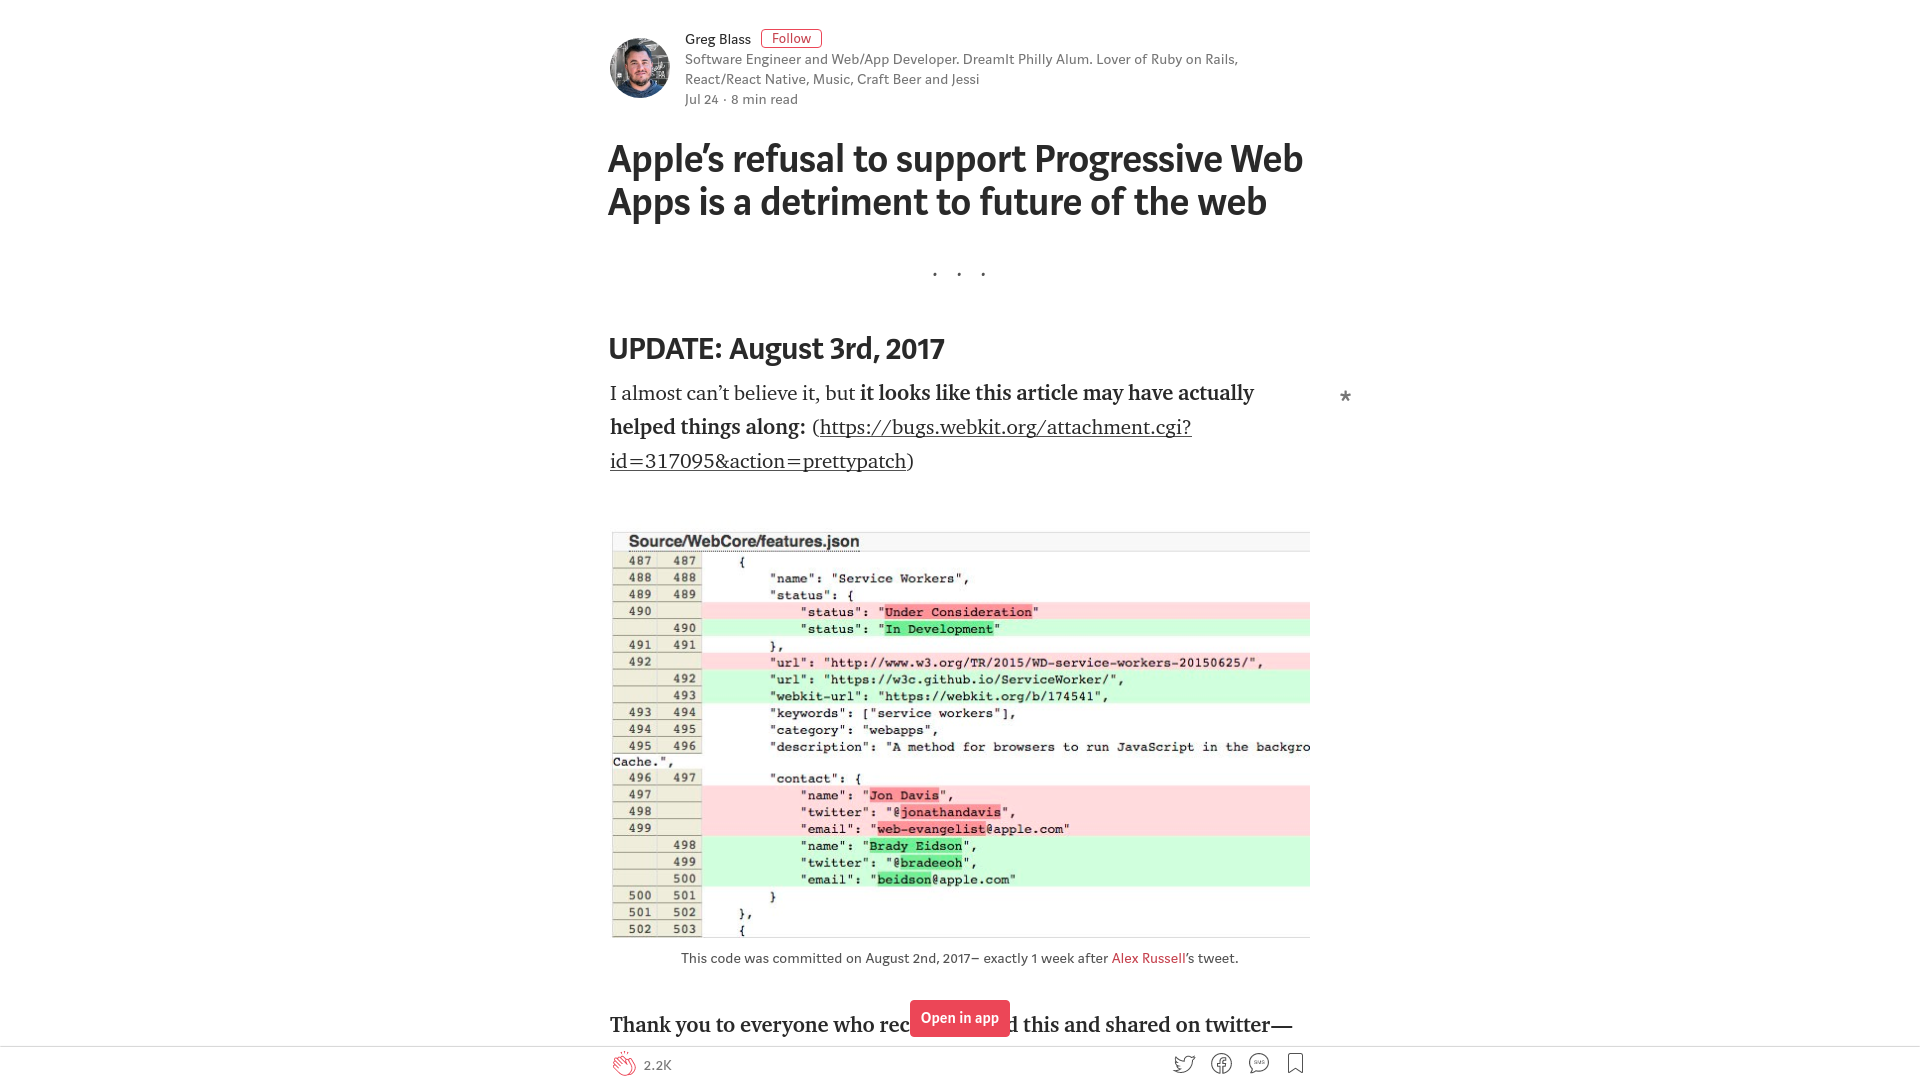 Greg Blass Follow
Software Engineer and Web/App Developer. DreamIt Philly Alum. Lover of Ruby on Rails,
React/React Native, Music, Craft Beer and Jessi
Jul 24 · 8 min read
Apple’s refusal to support Progressive Web
Apps is a detriment to future of the web
. . .
UPDATE: August 3rd, 2017
I almost can’t believe it, but it looks like this article may have actually
*
helped things along: (https://bugs.webkit.org/attachment.cgi?
id=317095&action=prettypatch)
Source/WebCore/features.json
487 487 {
488 488 "name": "Service Workers",
489 489 "status": {
490 "status": "Under Consideration"
490 "status": "In Development"
491 491 },
492 "url": "http://www.w3.org/TR/2015/WD-service-workers-20150625/",
492 "url": "https://w3c.github.io/ServiceWorker/",
493 "webkit-url": "https://webkit.org/b/174541",
493 494 "keywords": ["service workers"],
494 495 "category": "webapps",
495 496 "description": "A method for browsers to run JavaScript in the backgro
Cache.",
496 497 "contact": {
497 "name": "Jon Davis",
498 "twitter": "@jonathandavis",
499 "email": "web-evangelist@apple.com"
498 "name": "Brady Eidson",
499 "twitter": "@bradeeoh",
500 "email": "beidson@apple.com"
500 501 }
501 502 },
502 503 {
This code was committed on August 2nd, 2017– exactly 1 week after Alex Russell’s tweet.
Thank you to everyone who this and shared on twitter—
Open in app
2.2K